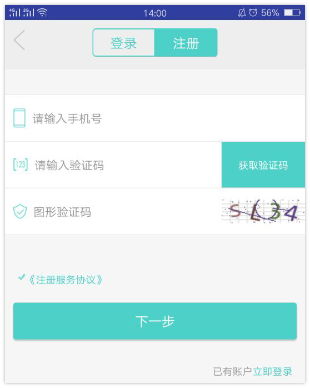 14:00 56%
登录 注册
请输入手机号
123 请输入验证码 获取验证码
图形验证码
《注册服务协议》
下一步
已有账户立即登录